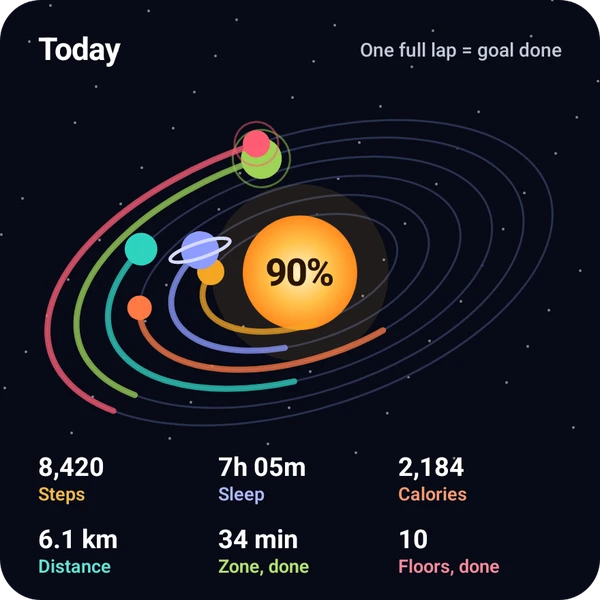 Today
One full lap = goal done
90%
8,420
Steps
7h 05m
Sleep
2,184
Calories
6.1 km
Distance
34 min
Zone, done
10
Floors, done